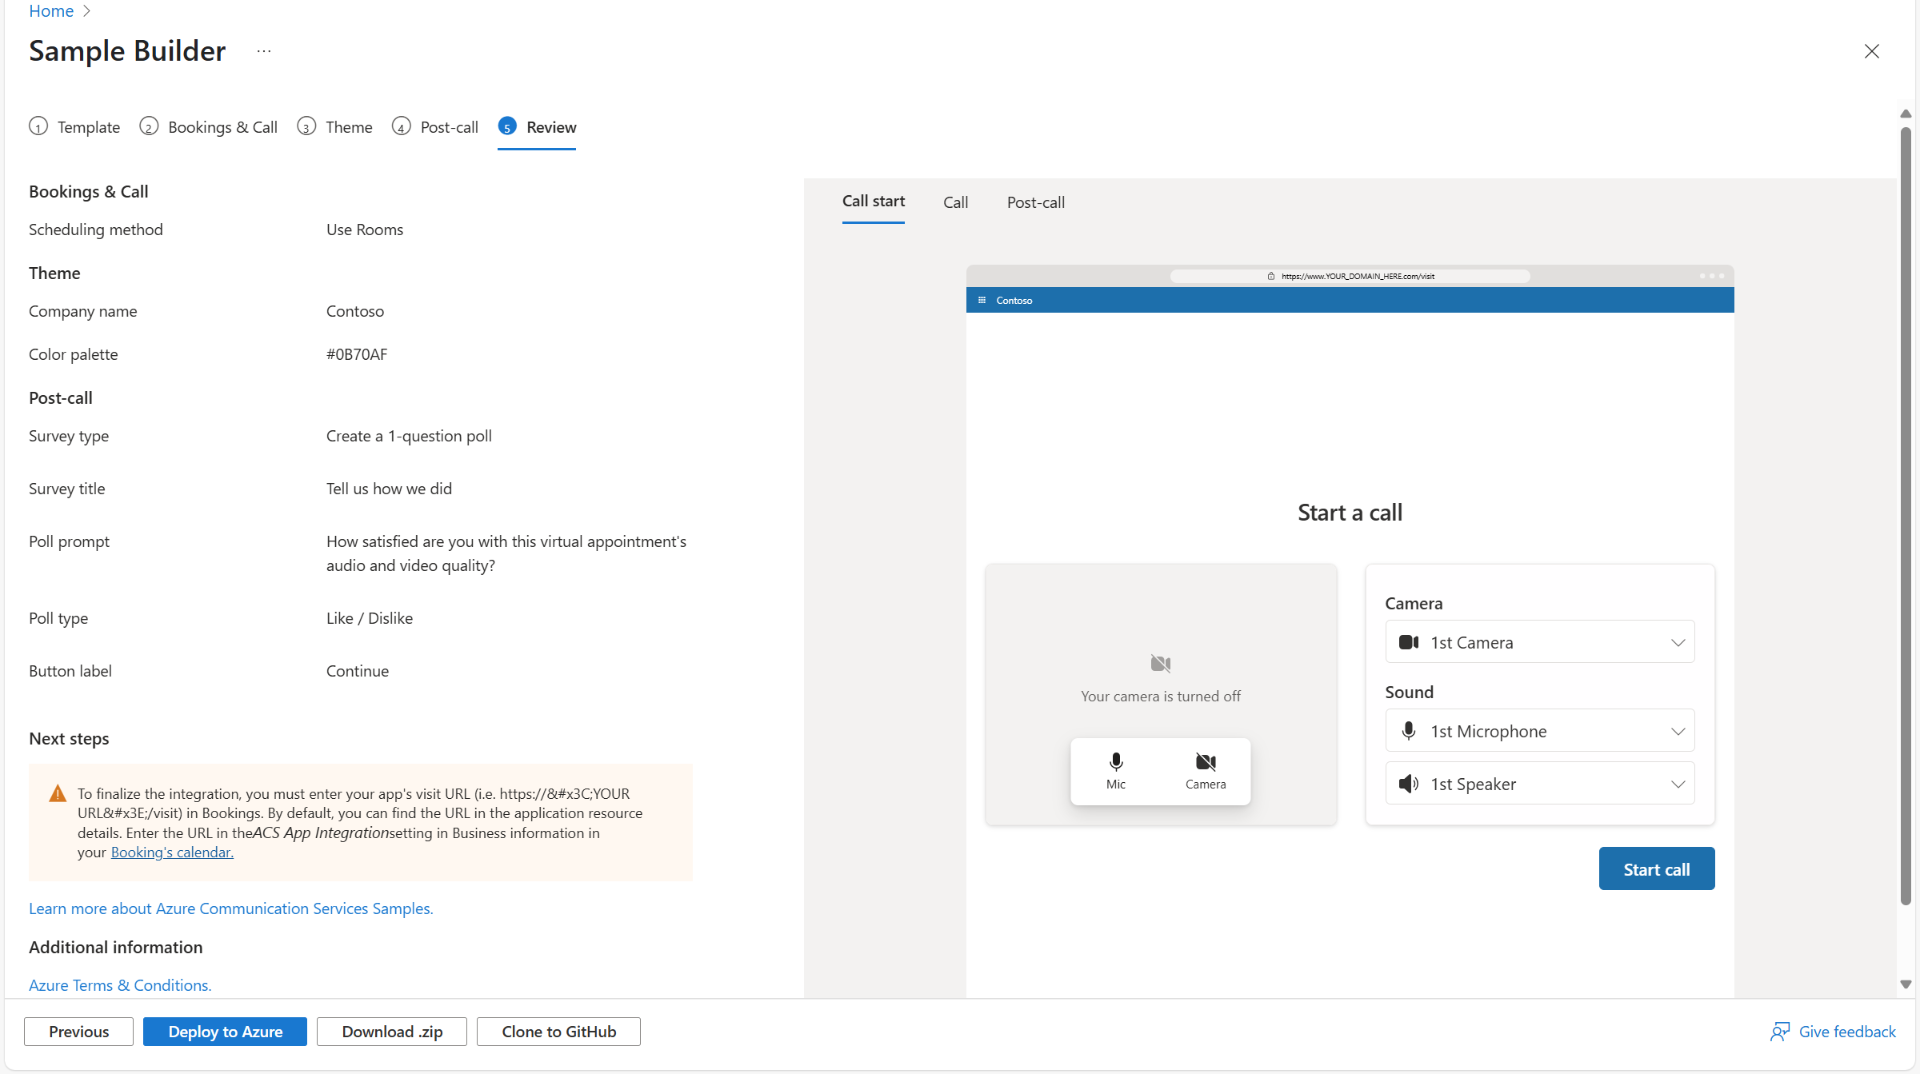 Home
Sample Builder ...
1 Template 2 Bookings & Call 3 Theme 4 Post-call 5 Review
Bookings & Call
Scheduling method Use Rooms
Theme
Company name Contoso
Color palette #0B70AF
Post-call
Survey type Create a 1-question poll
Survey title Tell us how we did
Poll prompt How satisfied are you with this virtual appointment's
audio and video quality?
Poll type Like / Dislike
Button label Continue
Next steps
To finalize the integration, you must enter your app's visit URL (i.e. https://&#x3C;YOUR
URL&#x3E;/visit) in Bookings. By default, you can find the URL in the application resource
details. Enter the URL in theACS App Integrationsetting in Business information in
your Booking's calendar.
Learn more about Azure Communication Services Samples.
Additional information
Azure Terms & Conditions.
Call start Call Post-call
https://www.YOUR_DOMAIN_HERE.com/visit
Contoso
Start a call
Your camera is turned off
Mic Camera
Camera
1st Camera
Sound
1st Microphone
1st Speaker
Start call
Previous Deploy to Azure Download .zip Clone to GitHub Give feedback